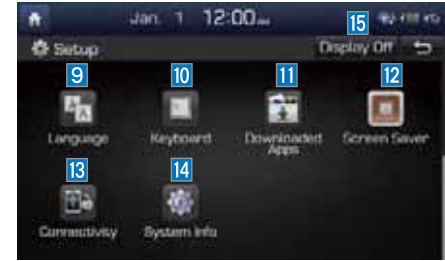 Jan. 1 12:00 AM
15
Setup Display Off
9 10 11 12
Language Keyboard Downloaded Apps Screen Saver
13 14
Connectivity System Info